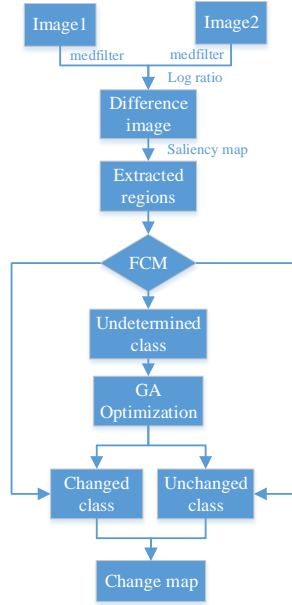 Image1
Image2
medfilter
medfilter
Log ratio
Difference
image
Saliency map
Extracted
regions
FCM
Undetermined
class
GA
Optimization
Changed
class
Unchanged
class
Change map